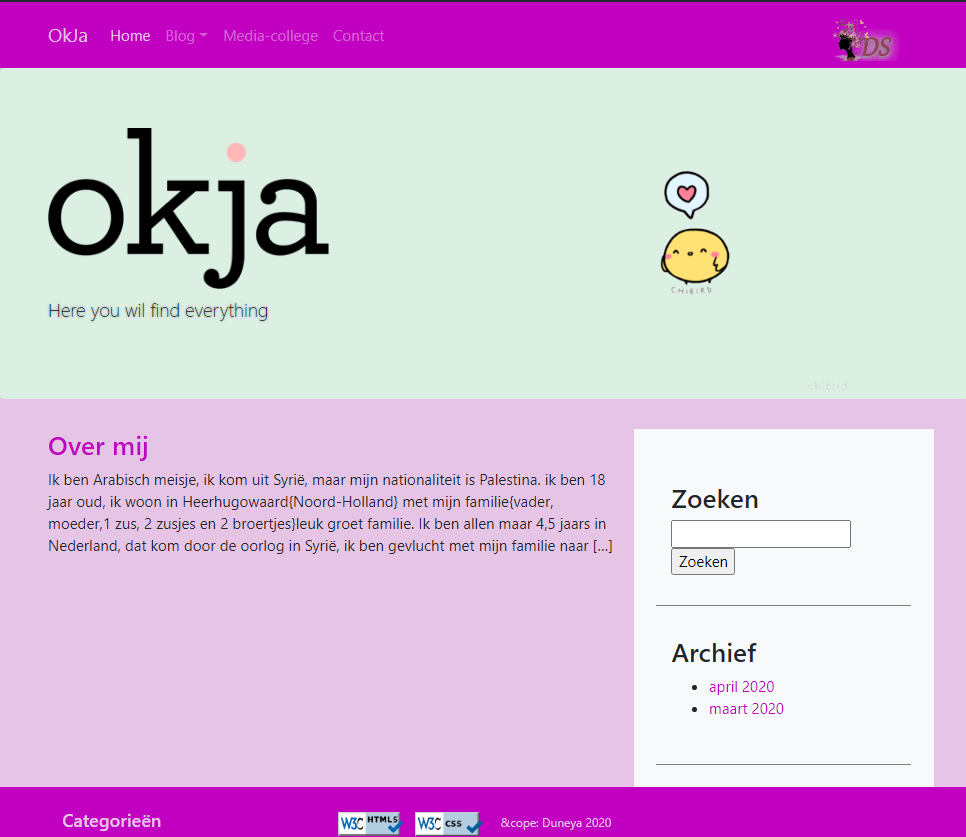 OkJa Home Blog Media-college Contact DS
okja
CHIBIRD
Here you wil find everything
chibird
Over mij
Ik ben Arabisch meisje, ik kom uit Syrië, maar mijn nationaliteit is Palestina. ik ben 18
jaar oud, ik woon in Heerhugowaard{Noord-Holland} met mijn familie{vader,
moeder,1 zus, 2 zusjes en 2 broertjes}leuk groet familie. Ik ben allen maar 4,5 jaars in
Nederland, dat kom door de oorlog in Syrië, ik ben gevlucht met mijn familie naar […]
Zoeken
Zoeken
Archief
april 2020
maart 2020
Categorieën
W3C HTML5
W3C css
&cope: Duneya 2020